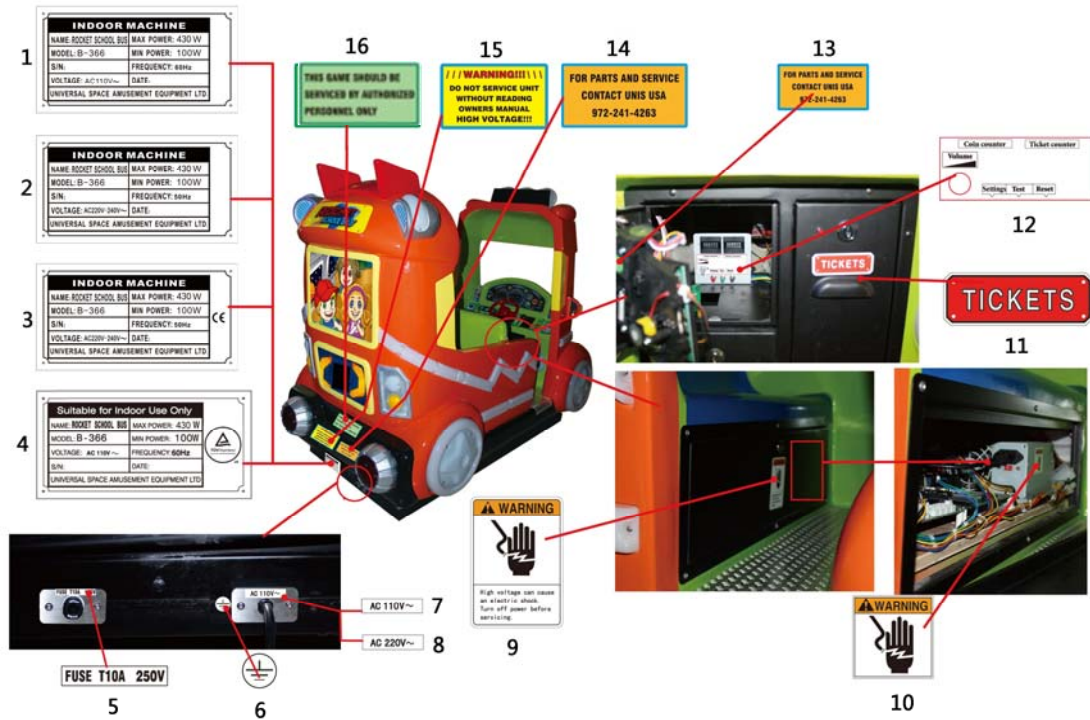 1
INDOOR MACHINE
NAME: ROCKET SCHOOL BUS MAX POWER: 430 W
MODEL: B-366 MIN POWER: 100W
S/N: FREQUENCY: 60Hz
VOLTAGE: AC110V~ DATE:
UNIVERSAL SPACE AMUSEMENT EQUIPMENT LTD
2
INDOOR MACHINE
NAME: ROCKET SCHOOL BUS MAX POWER: 430 W
MODEL: B-366 MIN POWER: 100W
S/N: FREQUENCY: 50Hz
VOLTAGE: AC220V-240V~ DATE:
UNIVERSAL SPACE AMUSEMENT EQUIPMENT LTD
3
INDOOR MACHINE
NAME: ROCKET SCHOOL BUS MAX POWER: 430 W
MODEL: B-366 MIN POWER: 100W
S/N: FREQUENCY: 50Hz
VOLTAGE: AC220V-240V~ DATE:
UNIVERSAL SPACE AMUSEMENT EQUIPMENT LTD
CE
4
Suitable for Indoor Use Only
NAME: ROCKET SCHOOL BUS MAX POWER: 430 W
MODEL: B-366 MIN POWER: 100W
VOLTAGE: AC 110V~ FREQUENCY: 60Hz
S/N: DATE:
UNIVERSAL SPACE AMUSEMENT EQUIPMENT LTD
16
THIS GAME SHOULD BE
SERVICED BY AUTHORIZED
PERSONNEL ONLY
15
WARNING!!!
DO NOT SERVICE UNIT
WITHOUT READING
OWNERS MANUAL
HIGH VOLTAGE!!!
14
FOR PARTS AND SERVICE
CONTACT UNIS USA
972-241-4263
13
FOR PARTS AND SERVICE
CONTACT UNIS USA
972-241-4263
Coin counter Ticket counter
Volume
Settings Test Reset
12
TICKETS
TICKETS
11
FUSE T10A
AC 110V~
AC 110V~ 7
AC 220V~ 8
FUSE T10A 250V
5
6
WARNING
High voltage can cause
an electric shock.
Turn off power before
servicing
9
WARNING
10